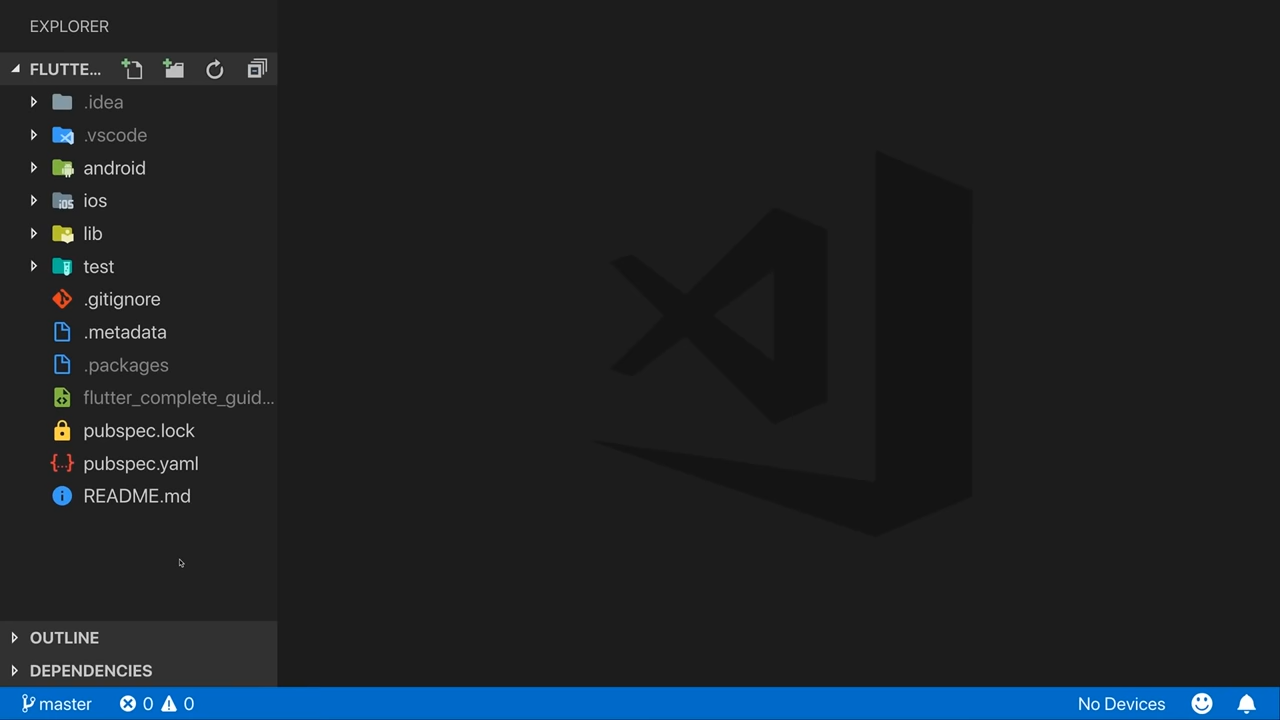 EXPLORER
FLUTTE...
.idea
.vscode
android
ios
lib
test
.gitignore
.metadata
.packages
flutter_complete_guid...
pubspec.lock
pubspec.yaml
README.md
OUTLINE
DEPENDENCIES
master 0 0 No Devices